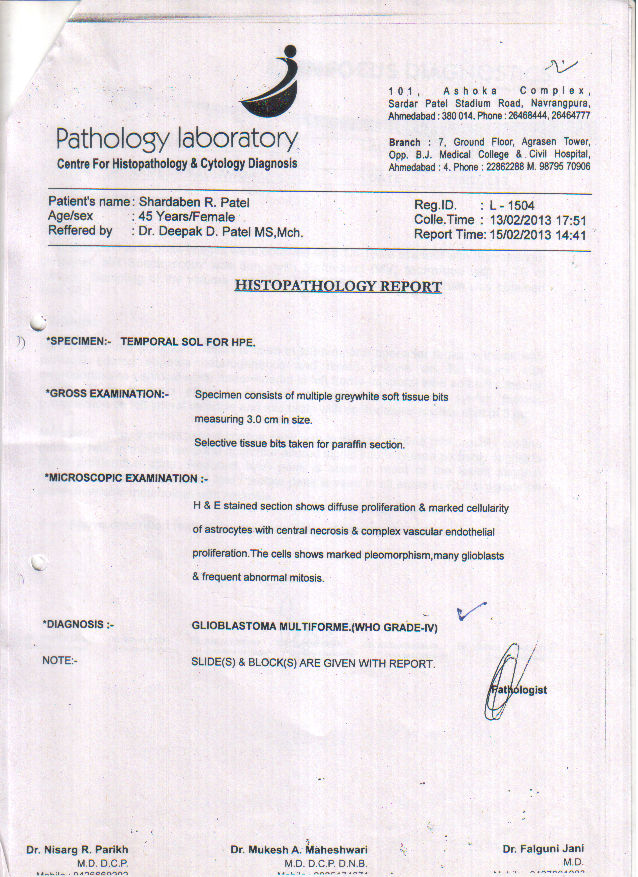 101, Ashoka Complex,
Sardar Patel Stadium Road, Navrangpura,
Ahmedabad : 380 014. Phone : 26468444, 26464777
Pathology laboratory
Centre For Histopathology & Cytology Diagnosis
Branch : 7, Ground Floor, Agrasen Tower,
Opp. B.J. Medical College & Civil Hospital,
Ahmedabad : 4. Phone : 22862288 M. 98795 70906
Patient's name : Shardaben R. Patel
Age/sex : 45 Years/Female
Reffered by : Dr. Deepak D. Patel MS,Mch.
Reg.ID. : L - 1504
Colle.Time : 13/02/2013 17:51
Report Time: 15/02/2013 14:41
HISTOPATHOLOGY REPORT
*SPECIMEN:- TEMPORAL SOL FOR HPE.
*GROSS EXAMINATION:- Specimen consists of multiple greywhite soft tissue bits
measuring 3.0 cm in size.
Selective tissue bits taken for paraffin section.
*MICROSCOPIC EXAMINATION :-
H & E stained section shows diffuse proliferation & marked cellularity
of astrocytes with central necrosis & complex vascular endothelial
proliferation.The cells shows marked pleomorphism,many glioblasts
& frequent abnormal mitosis.
*DIAGNOSIS :- GLIOBLASTOMA MULTIFORME.(WHO GRADE-IV)
NOTE:- SLIDE(S) & BLOCK(S) ARE GIVEN WITH REPORT.
Pathologist
Dr. Nisarg R. Parikh
M.D. D.C.P.
Dr. Mukesh A. Maheshwari
M.D. D.C.P. D.N.B.
Dr. Falguni Jani
M.D.